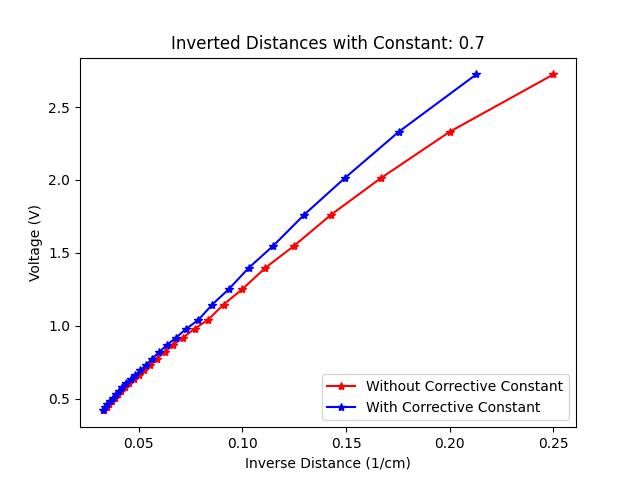 Inverted Distances with Constant: 0.7
Voltage (V)
2.5
2.0
1.5
1.0
0.5
Without Corrective Constant
With Corrective Constant
0.05 0.10 0.15 0.20 0.25
Inverse Distance (1/cm)